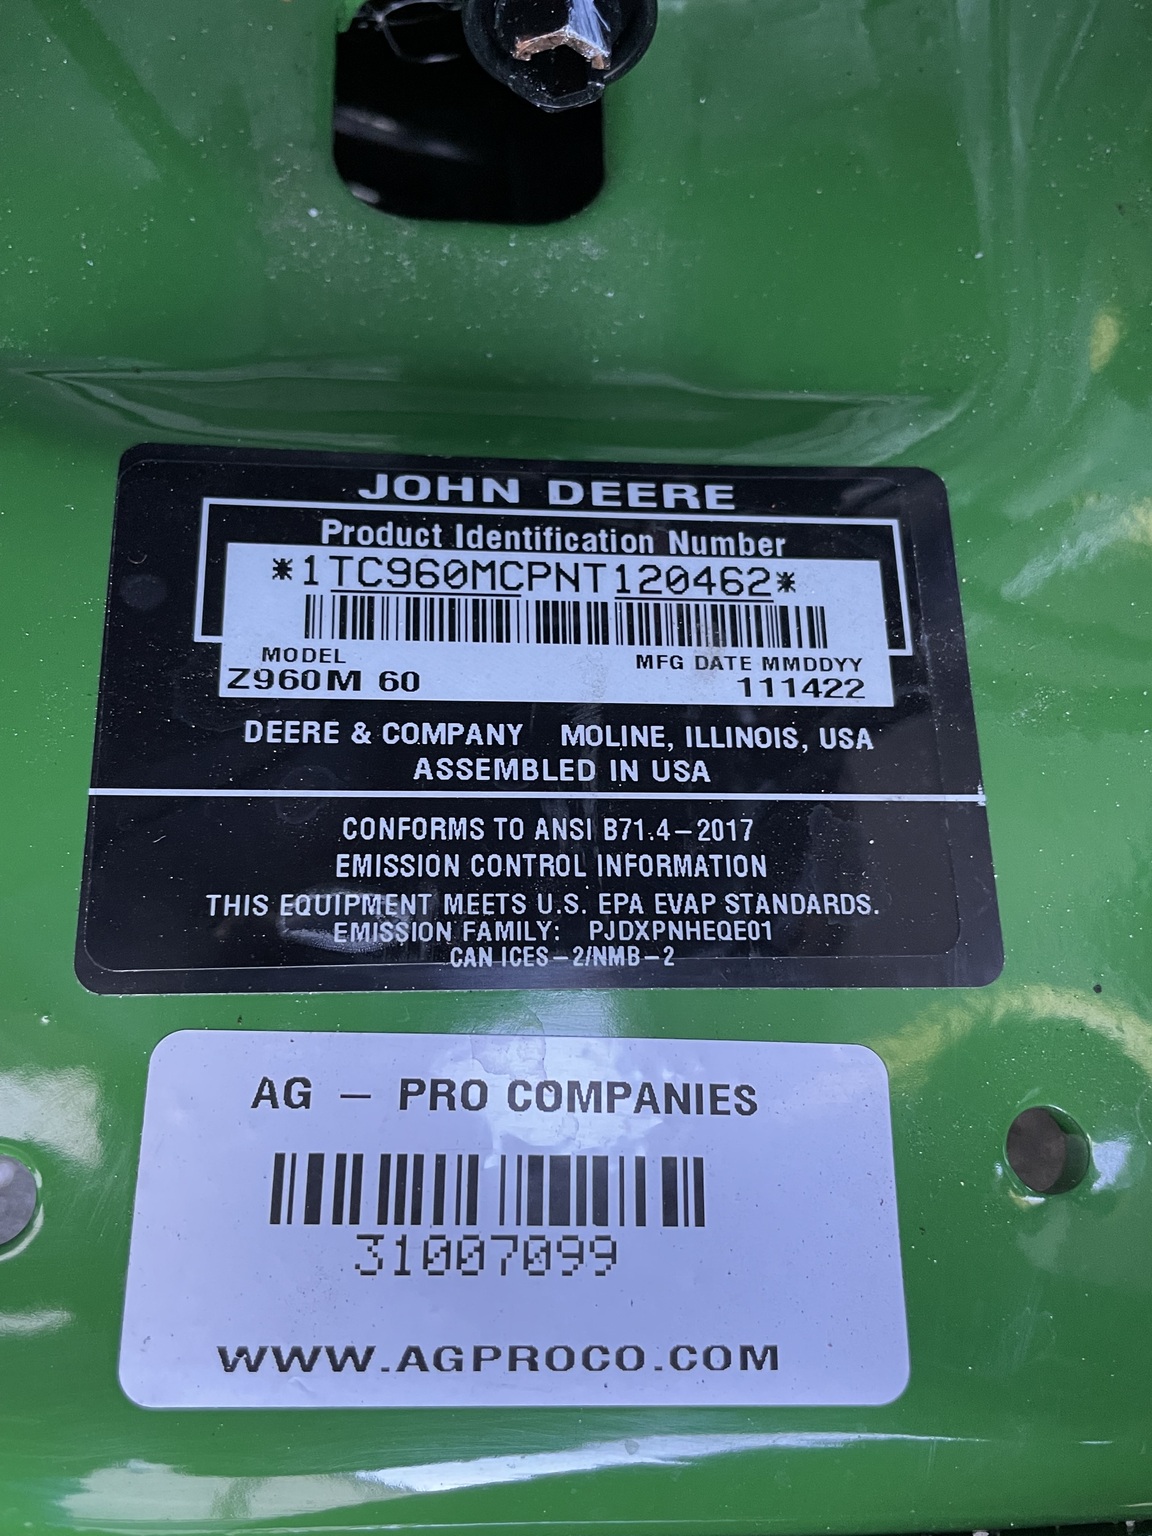 JOHN DEERE
Product Identification Number
*1TC960MCPNT120462*
MODEL
Z960M 60
MFG DATE MMDDYY
111422
DEERE & COMPANY MOLINE, ILLINOIS, USA
ASSEMBLED IN USA
CONFORMS TO ANSI B71.4-2017
EMISSION CONTROL INFORMATION
THIS EQUIPMENT MEETS U.S. EPA EVAP STANDARDS.
EMISSION FAMILY: PJDXPNHEQE01
CAN ICES-2/NMB-2
AG - PRO COMPANIES
31007099
WWW.AGPROCO.COM